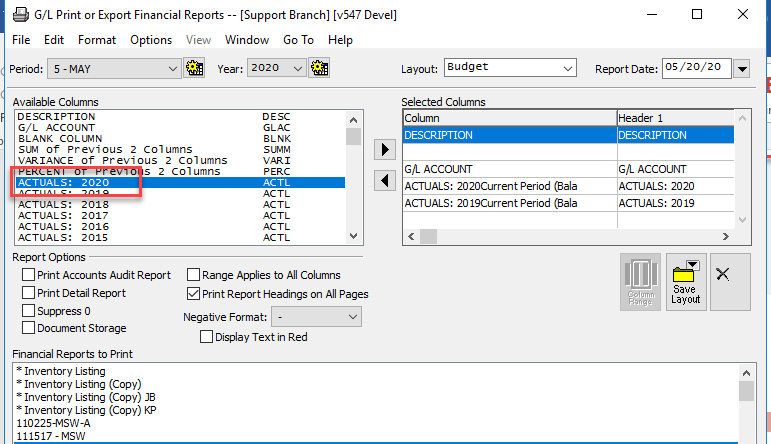 G/L Print or Export Financial Reports -- [Support Branch] [v547 Devel]
File Edit Format Options View Window Go To Help
Period: 5 - MAY Year: 2020 Layout: Budget Report Date: 05/20/20
Available Columns
DESCRIPTION DESC
G/L ACCOUNT GLAC
BLANK COLUMN BLNK
SUM of Previous 2 Columns SUMM
VARIANCE of Previous 2 Columns VARI
PERCENT of Previous 2 Columns PERC
ACTUALS: 2020 ACTL
ACTUALS: 2019 ACTL
ACTUALS: 2018 ACTL
ACTUALS: 2017 ACTL
ACTUALS: 2016 ACTL
ACTUALS: 2015 ACTL
Selected Columns
Column Header 1
DESCRIPTION DESCRIPTION
G/L ACCOUNT G/L ACCOUNT
ACTUALS: 2020Current Period (Bala ACTUALS: 2020
ACTUALS: 2019Current Period (Bala ACTUALS: 2019
Report Options
Print Accounts Audit Report
Print Detail Report
Suppress 0
Document Storage
Range Applies to All Columns
Print Report Headings on All Pages
Negative Format: -
Display Text in Red
Column
Range
Save
Layout
Financial Reports to Print
* Inventory Listing
* Inventory Listing (Copy)
* Inventory Listing (Copy) JB
* Inventory Listing (Copy) KP
110225-MSW-A
111517 - MSW